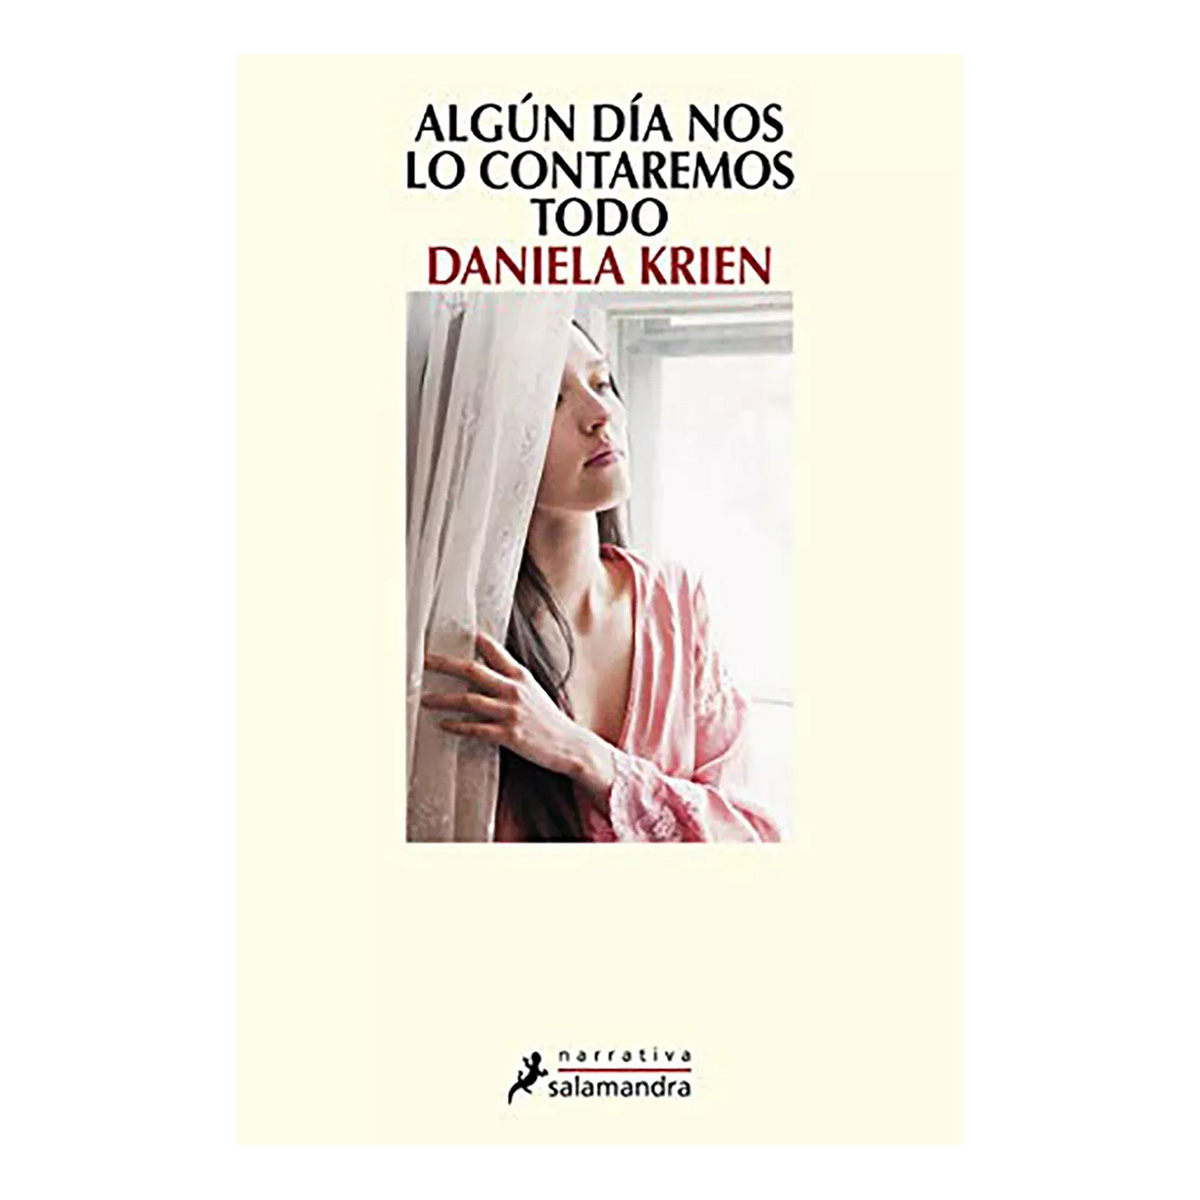 ALGÚN DÍA NOS
LO CONTAREMOS
TODO
DANIELA KRIEN
narrativa
salamandra